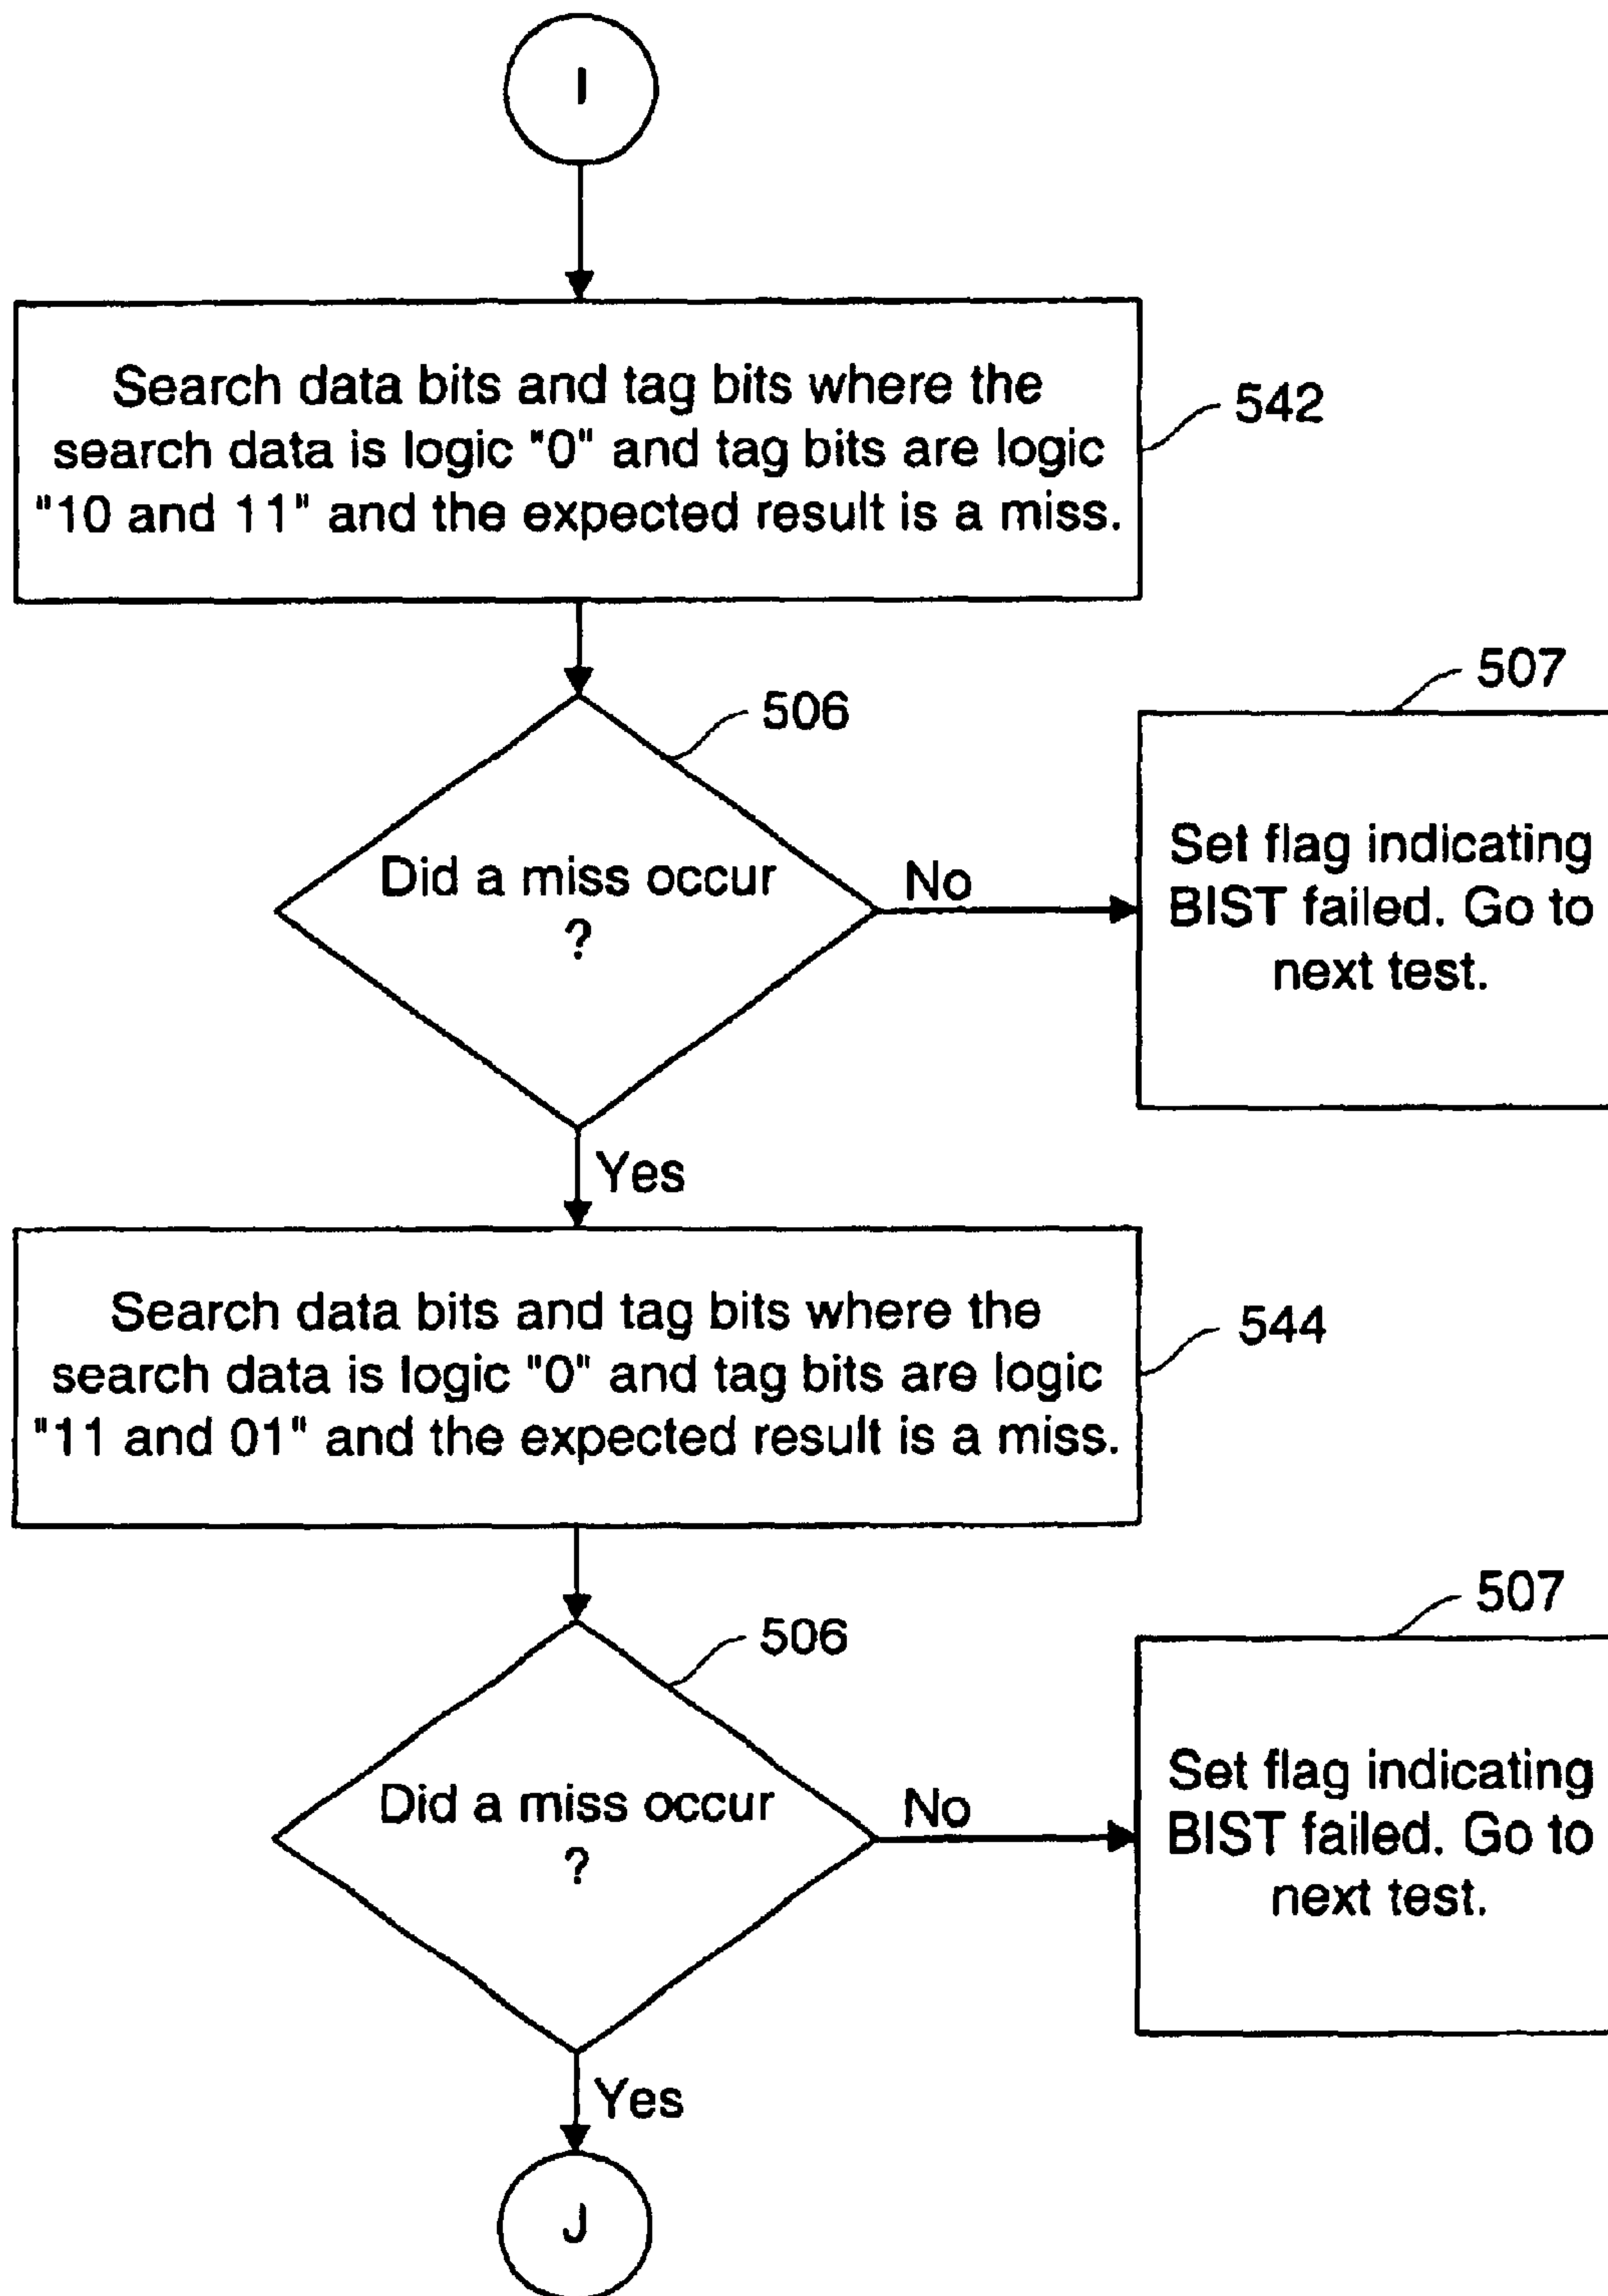 I
Search data bits and tag bits where the
search data is logic "0" and tag bits are logic
"10 and 11" and the expected result is a miss.
542
506
507
Did a miss occur
?
No
Set flag indicating
BIST failed. Go to
next test.
Yes
Search data bits and tag bits where the
search data is logic "0" and tag bits are logic
"11 and 01" and the expected result is a miss.
544
506
507
Did a miss occur
?
No
Set flag indicating
BIST failed. Go to
next test.
Yes
J